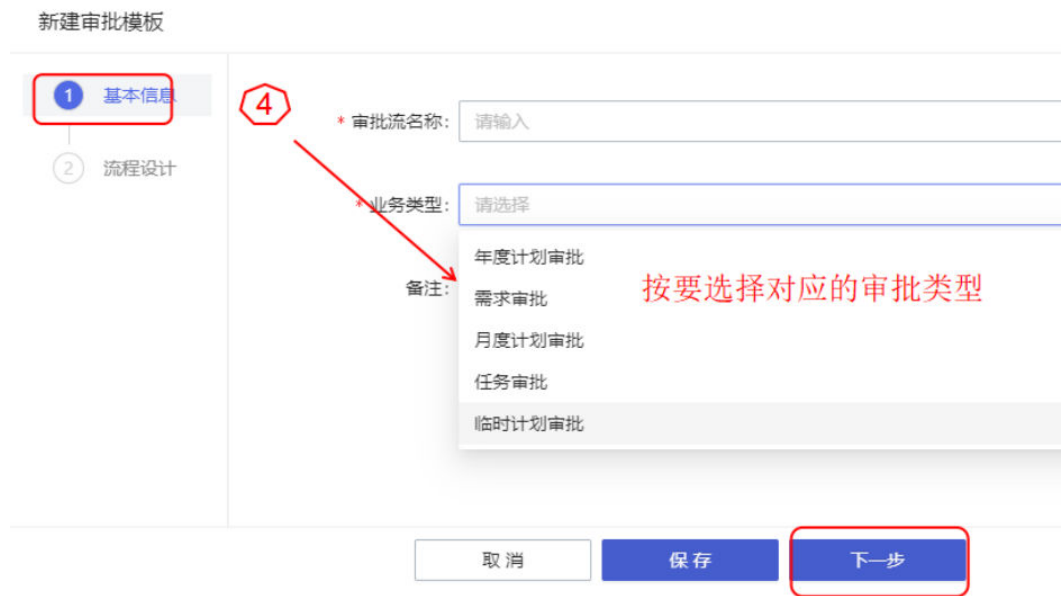 新建审批模板
1 基本信息
2 流程设计
4
* 审批流名称: 请输入
* 业务类型: 请选择
年度计划审批
备注:
需求审批
按要选择对应的审批类型
月度计划审批
任务审批
临时计划审批
取消 保存 下一步